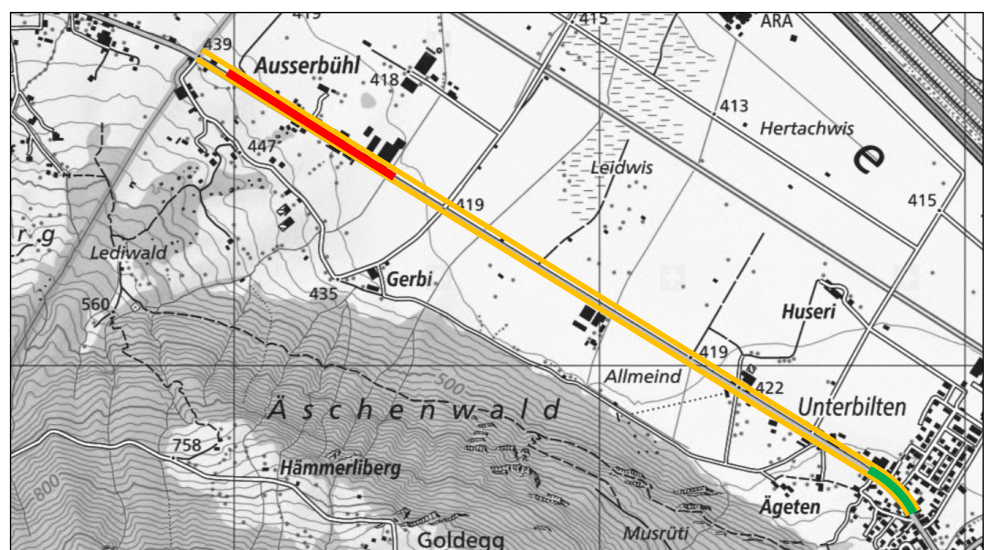 419
415
ARA
439
Ausserbühl
418
413
Hertachwis
e
447
Leidwis
419
415
r g
Lediwald
435
Gerbi
560
Huseri
419
500
Allmeind
422
Äschenwald
Unterbilten
758
Hämmerliberg
800
Ägeten
Goldegg
Musrüti